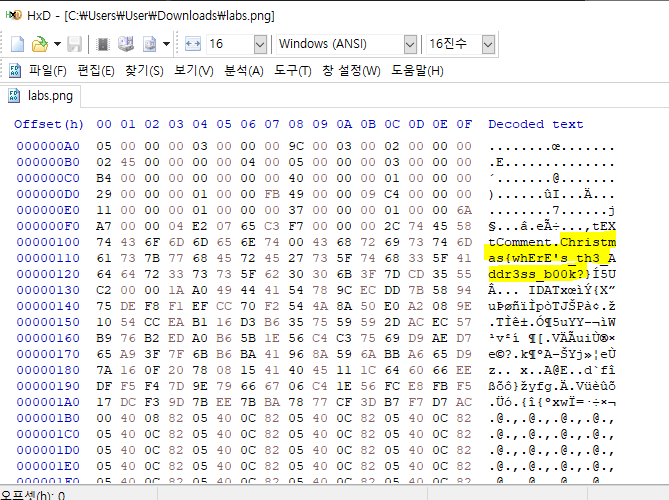 HxD - [C:₩Users₩User₩Downloads₩labs.png]
16 Windows (ANSI) 16진수
파일(F) 편집(E) 찾기(S) 보기(V) 분석(A) 도구(T) 창 설정(W) 도움말(H)
labs.png
Offset(h) 00 01 02 03 04 05 06 07 08 09 0A 0B 0C 0D 0E 0F Decoded text
000000A0 05 00 00 00 03 00 00 00 9C 00 03 00 02 00 00 00 ........œ.......
000000B0 02 45 00 00 00 00 04 00 05 00 00 00 03 00 00 00 .E..............
000000C0 B4 00 00 00 00 00 00 00 40 00 00 00 01 00 00 00 ´.......@.......
000000D0 29 00 00 00 01 00 00 FB 49 00 00 09 C4 00 00 00 )......ûI...Ä...
000000E0 11 00 00 01 00 00 00 37 00 00 00 01 01 00 00 6A .......7.......j
000000F0 A7 00 00 04 E2 07 65 C3 F7 00 00 00 2C 74 45 58 §...â.eÃ÷...,tEX
00000100 74 43 6F 6D 6D 65 6E 74 00 43 68 72 69 73 74 6D tComment.Christm
00000110 61 73 7B 77 68 45 72 45 27 73 5F 74 68 33 5F 41 as{whErE's_th3_A
00000120 64 64 72 33 73 73 5F 62 30 30 6B 3F 7D CD 35 55 ddr3ss_b00k?}Í5U
00000130 C2 00 00 1A A0 49 44 41 54 78 9C EC DD 7B 58 94 Â... IDATxœìÝ{X”
00000140 75 DE F8 F1 EF CC 70 F2 54 4A 8A 50 E0 A2 08 9E uÞøñïÌpòTJŠPà¢.ž
00000150 10 54 CC EA B1 16 D3 B6 35 75 59 59 2D AC EC 57 .TÌê±.Ó¶5uYY-¬ìW
00000160 B9 76 B2 ED A0 B6 5B 1E 56 C4 C3 75 69 D9 AE D7 ¹v²í ¶[.VÄÃuiÙ®×
00000170 65 A9 3F 7F 6B B6 BA 41 96 8A 59 6A BB A6 65 D9 e©?.k¶ºA–ŠYj»¦eÙ
00000180 7A 16 0F 20 78 08 15 41 40 45 11 1C 64 60 66 EE z.. x..A@E..d`fî
00000190 DF F5 F4 7D 9E 79 66 67 06 C4 1E 56 FC E8 FB F5 ßõô}žyfg.Ä.Vüèûõ
000001A0 17 DC F3 9D 7B EE 7B BA 78 77 CF 3D B7 F7 D7 AC .Üó.{î{ºxwÏ=·÷×¬
000001B0 00 40 08 82 05 40 0C 82 05 40 0C 82 05 40 0C 82 .@.‚.@.‚.@.‚.@.‚
000001C0 05 40 0C 82 05 40 0C 82 05 40 0C 82 05 40 0C 82 .@.‚.@.‚.@.‚.@.‚
000001D0 05 40 0C 82 05 40 0C 82 05 40 0C 82 05 40 0C 82 .@.‚.@.‚.@.‚.@.‚
000001E0 05 40 0C 82 05 40 0C 82 05 40 0C 82 05 40 0C 82 .@.‚.@.‚.@.‚.@.‚
000001F0 05 40 0C 82 05 40 0C 82 05 40 0C 82 05 40 0C 82 .@.‚.@.‚.@.‚.@.‚
오프셋(h): 0